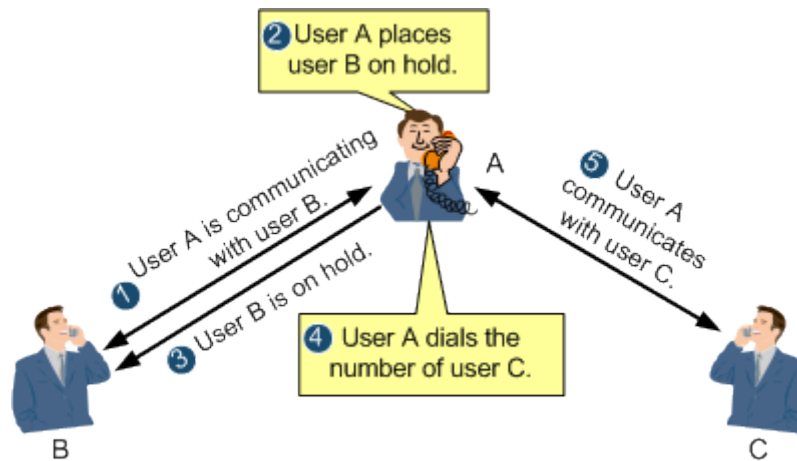 2 User A places
user B on hold.
A
1 User A is communicating
with user B.
3 User B is on hold.
4 User A dials the
number of user C.
5 User A
communicates
with user C.
B
C